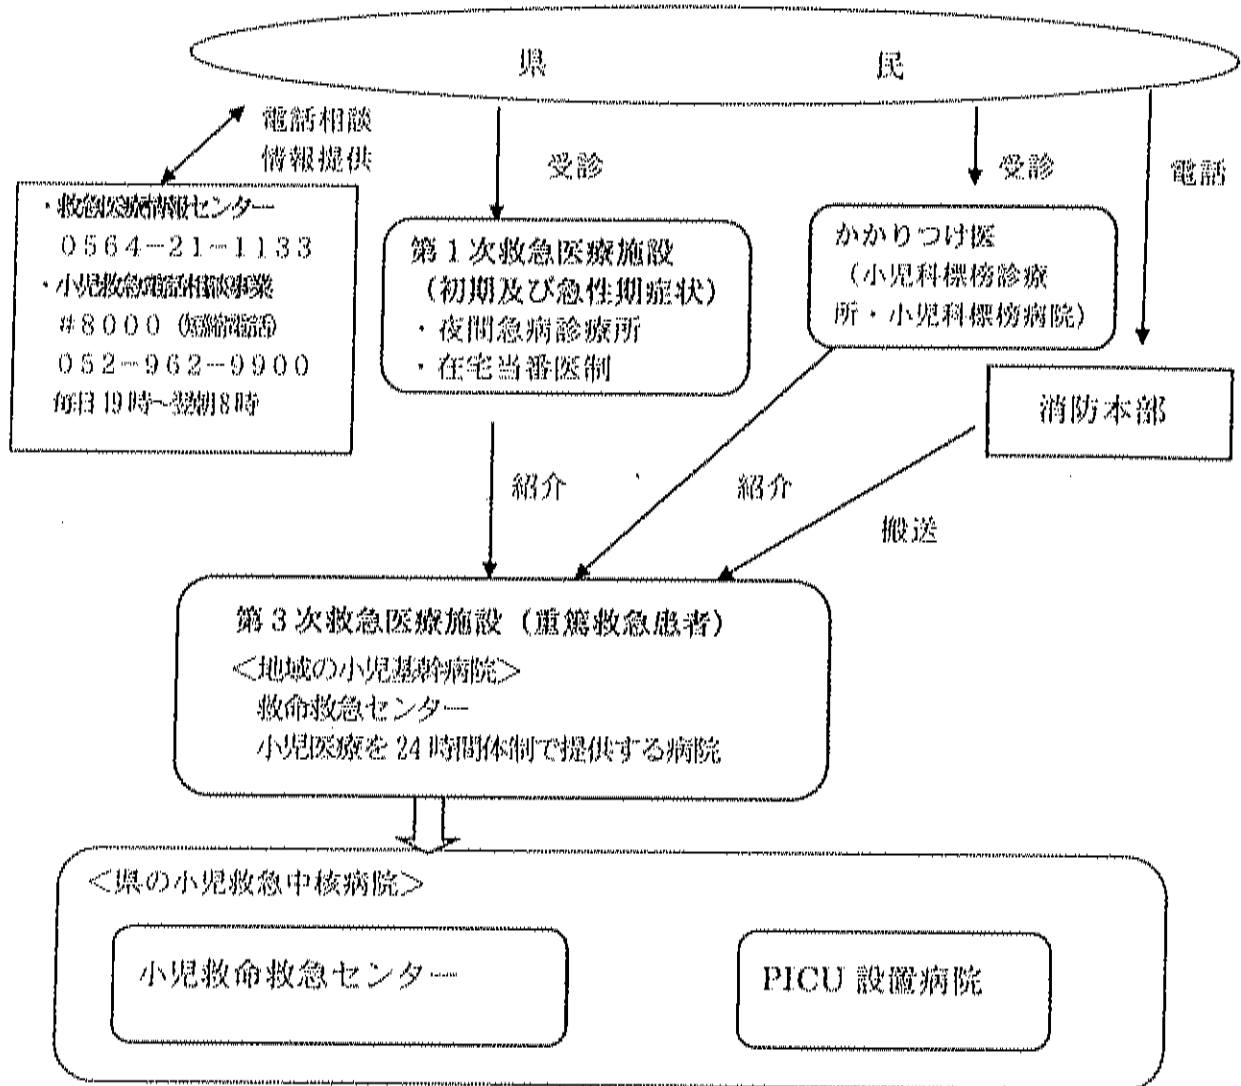 県 民
電話相談
情報提供
受診
受診
電話
・救急医療情報センター
0564-21-1133
・小児救急電話相談事業
#8000 (短縮電話)
052-962-9900
毎日19時~翌朝8時
第1次救急医療施設
(初期及び急性期症状)
・夜間急病診療所
・在宅当番医制
かかりつけ医
(小児科標榜診療
所・小児科標榜病院)
消防本部
紹介
紹介
搬送
第3次救急医療施設(重篤救急患者)
<地域の小児基幹病院>
救命救急センター
小児医療を24時間体制で提供する病院
<県の小児救急中核病院>
小児救命救急センター
PICU 設置病院